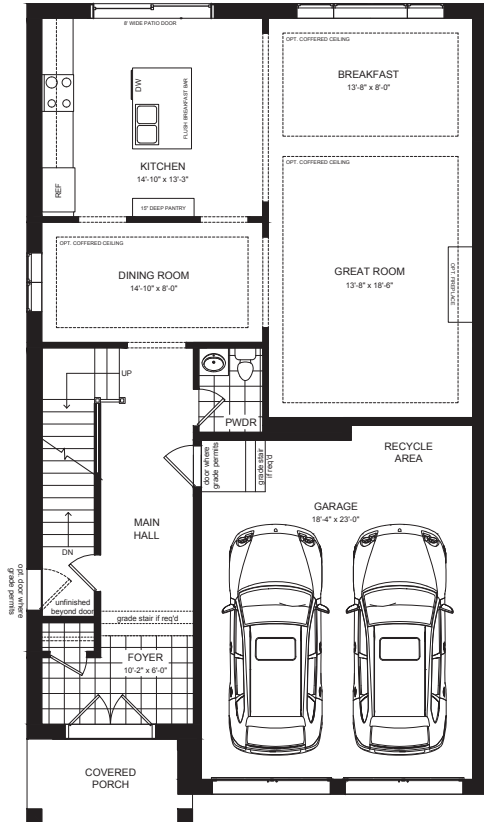 8' WIDE PATIO DOOR
OPT. COFFERED CEILING
BREAKFAST
13'-8" x 8'-0"
DW
FLUSH BREAKFAST BAR
KITCHEN
14'-10" x 13'-3"
REF
15" DEEP PANTRY
OPT. COFFERED CEILING
GREAT ROOM
13'-8" x 18'-6"
OPT. FIREPLACE
OPT. COFFERED CEILING
DINING ROOM
14'-10" x 8'-0"
UP
PWDR
RECYCLE
AREA
door where
grade permits
grade stair
if req'd
GARAGE
18'-4" x 23'-0"
MAIN
HALL
DN
opt. door where
grade permits
unfinished
beyond door
grade stair if req'd
FOYER
10'-2" x 6'-0"
COVERED
PORCH